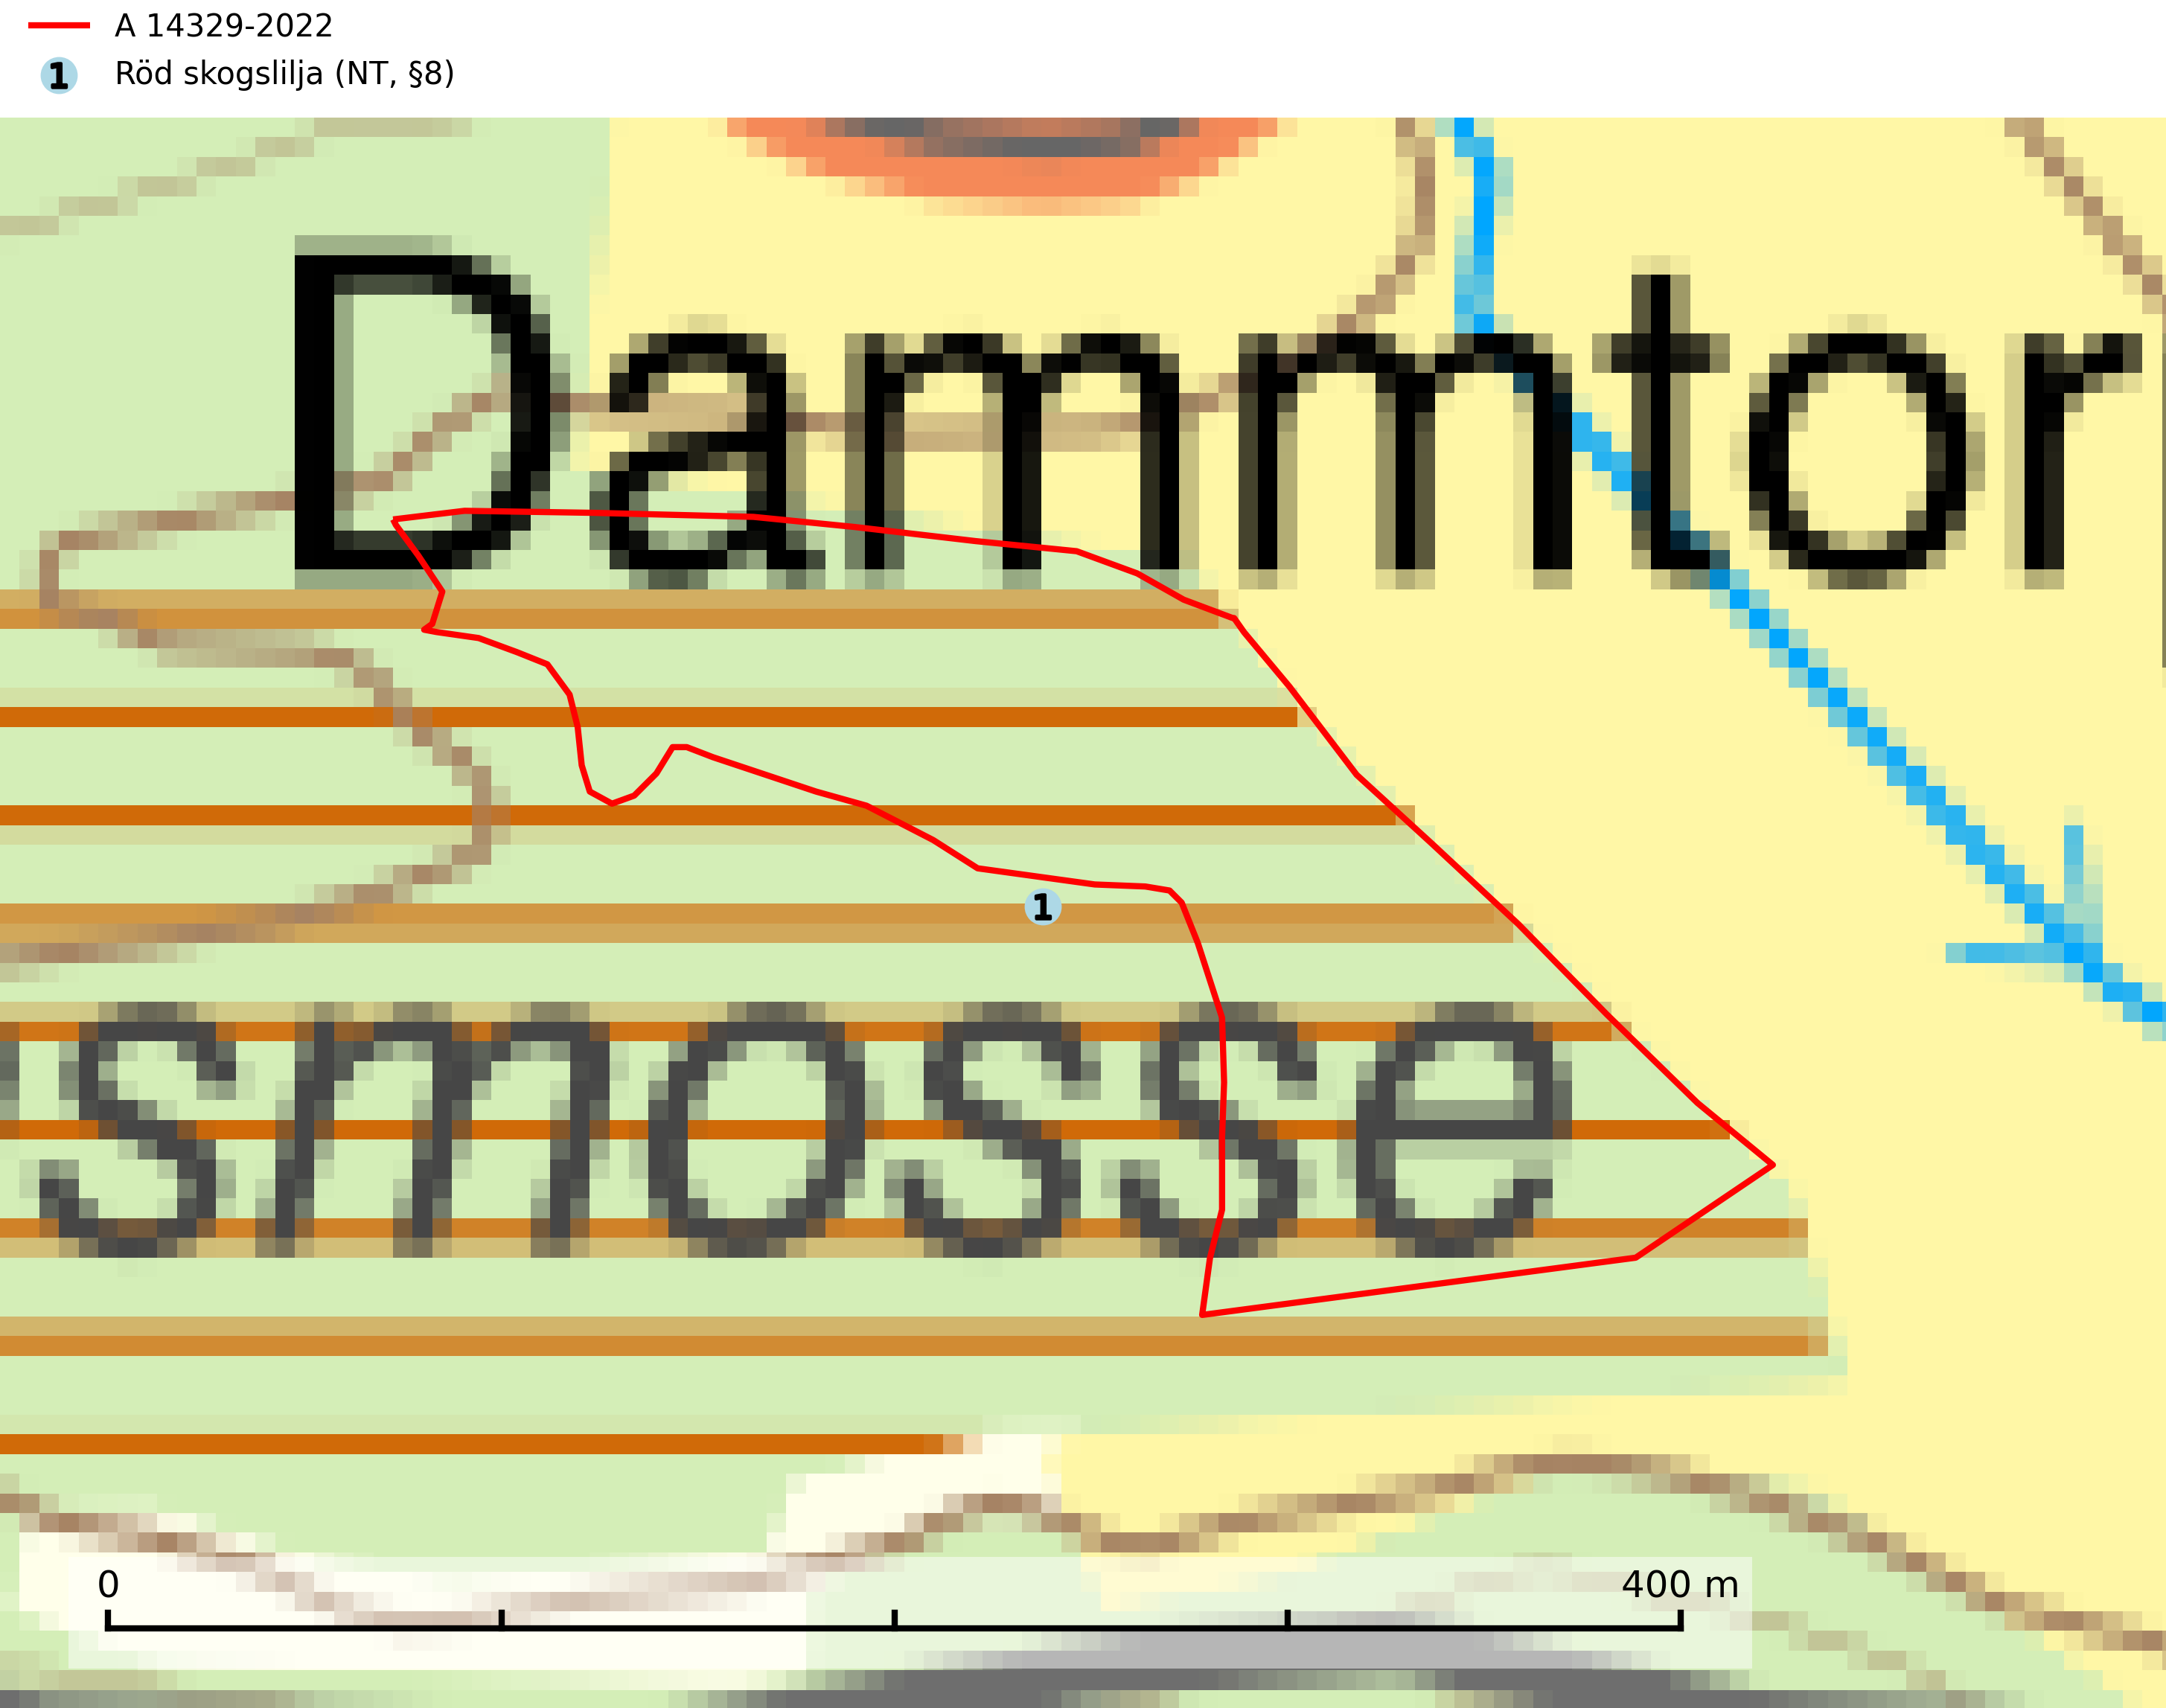 A 14329-2022
1 Röd skogslilja (NT, §8)
Dammtor
1
smosse
0 400 m